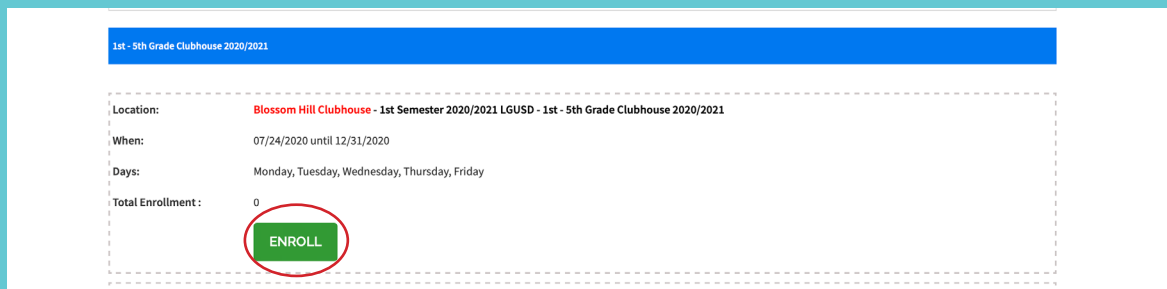 1st - 5th Grade Clubhouse 2020/2021
Location: Blossom Hill Clubhouse - 1st Semester 2020/2021 LGUSD - 1st - 5th Grade Clubhouse 2020/2021
When: 07/24/2020 until 12/31/2020
Days: Monday, Tuesday, Wednesday, Thursday, Friday
Total Enrollment : 0
ENROLL